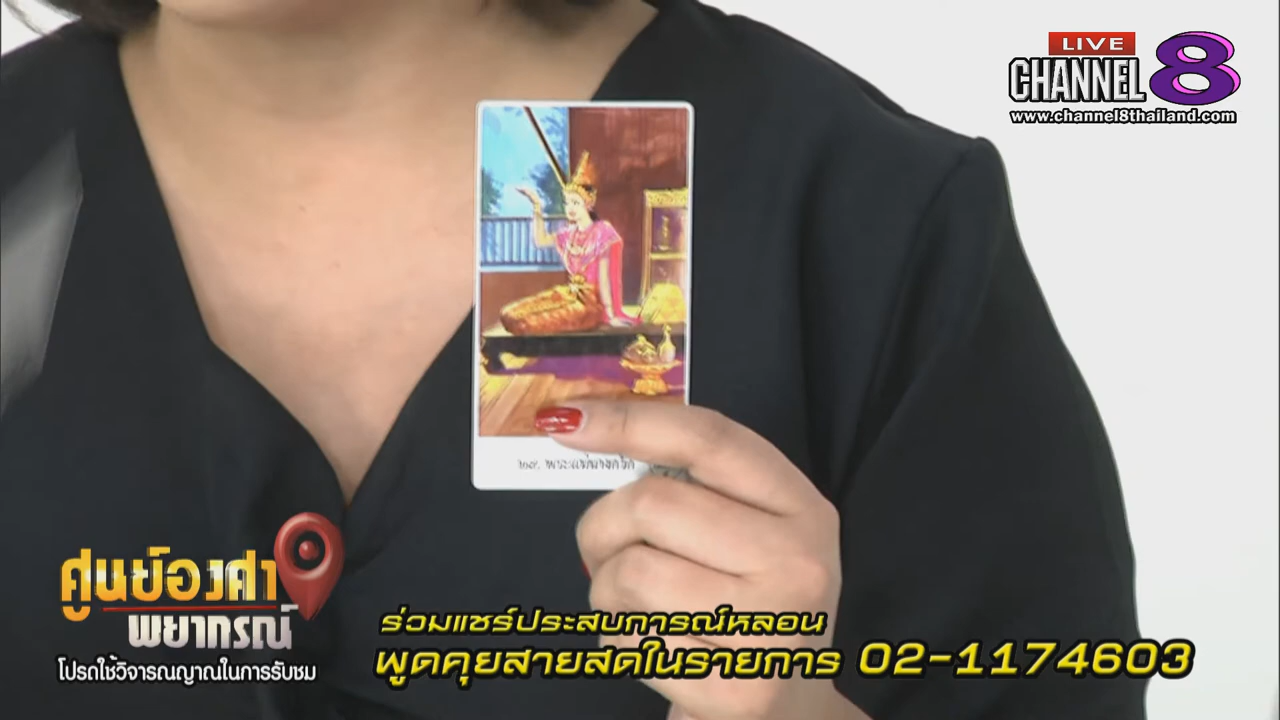 LIVE
CHANNEL 8
www.channel8thailand.com
ศูนย์องศา
พยากรณ์
โปรดใช้วิจารณญาณในการรับชม
ร่วมแชร์ประสบการณ์หลอน
พูดคุยสายสดในรายการ 02-1174603